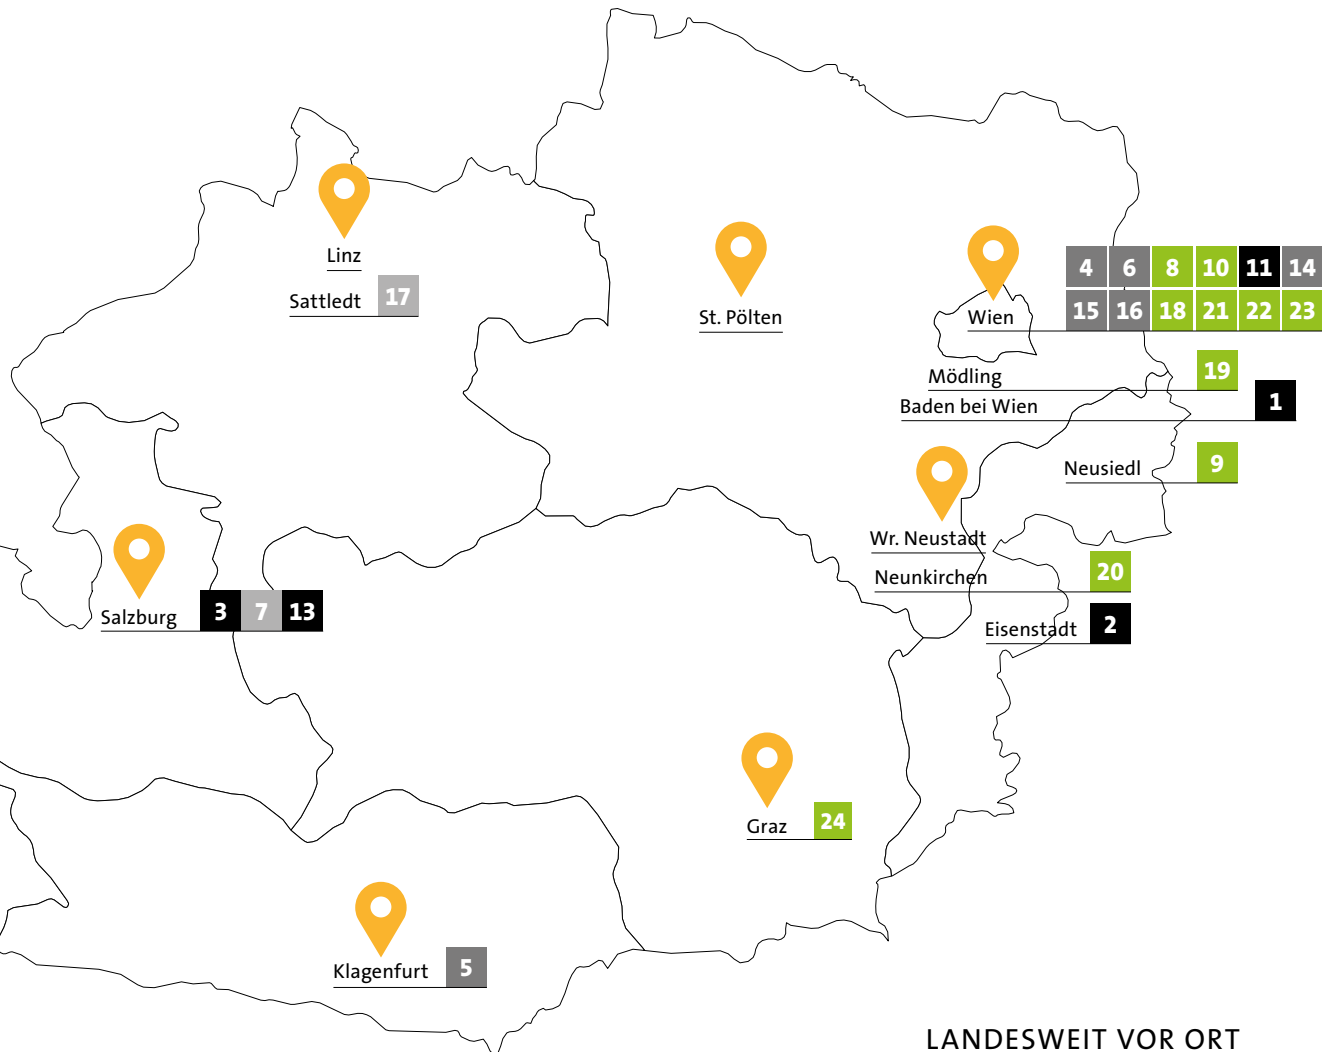 Linz
Sattledt 17
St. Pölten
4 6 8 10 11 14
Wien 15 16 18 21 22 23
Mödling 19
Baden bei Wien 1
Neusiedl 9
Wr. Neustadt
Neunkirchen 20
Salzburg 3 7 13
Eisenstadt 2
Graz 24
Klagenfurt 5
LANDESWEIT VOR ORT